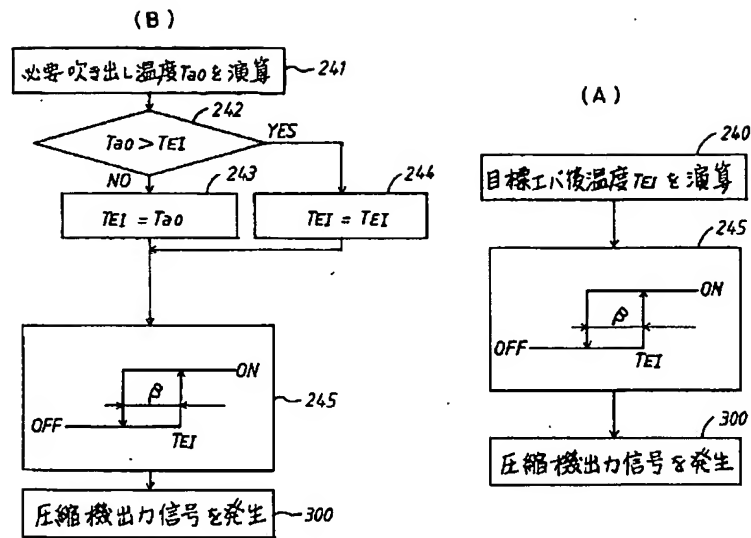 (B)
必要吹き出し温度Taoを演算
241
242
Tao>TEI
YES
NO
243
244
TEI=Tao
TEI=TEI
ON
β
OFF
TEI
245
圧縮機出力信号を発生
300
(A)
240
目標エバ後温度TEIを演算
245
ON
β
OFF
TEI
300
圧縮機出力信号を発生